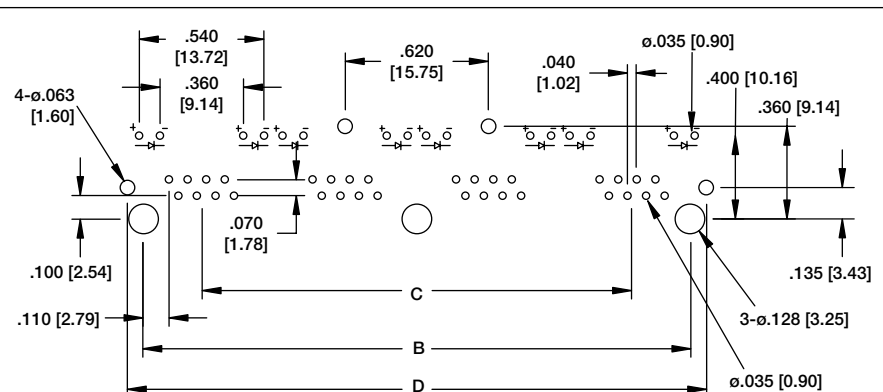 .540
[13.72]
.620
[15.75]
.040
[1.02]
ø.035 [0.90]
.400 [10.16]
.360
[9.14]
.360 [9.14]
4-ø.063
[1.60]
+ - + - + - + - + - + - + - + -
.070
[1.78]
.100 [2.54]
.135 [3.43]
C
.110 [2.79]
3-ø.128 [3.25]
B
ø.035 [0.90]
D